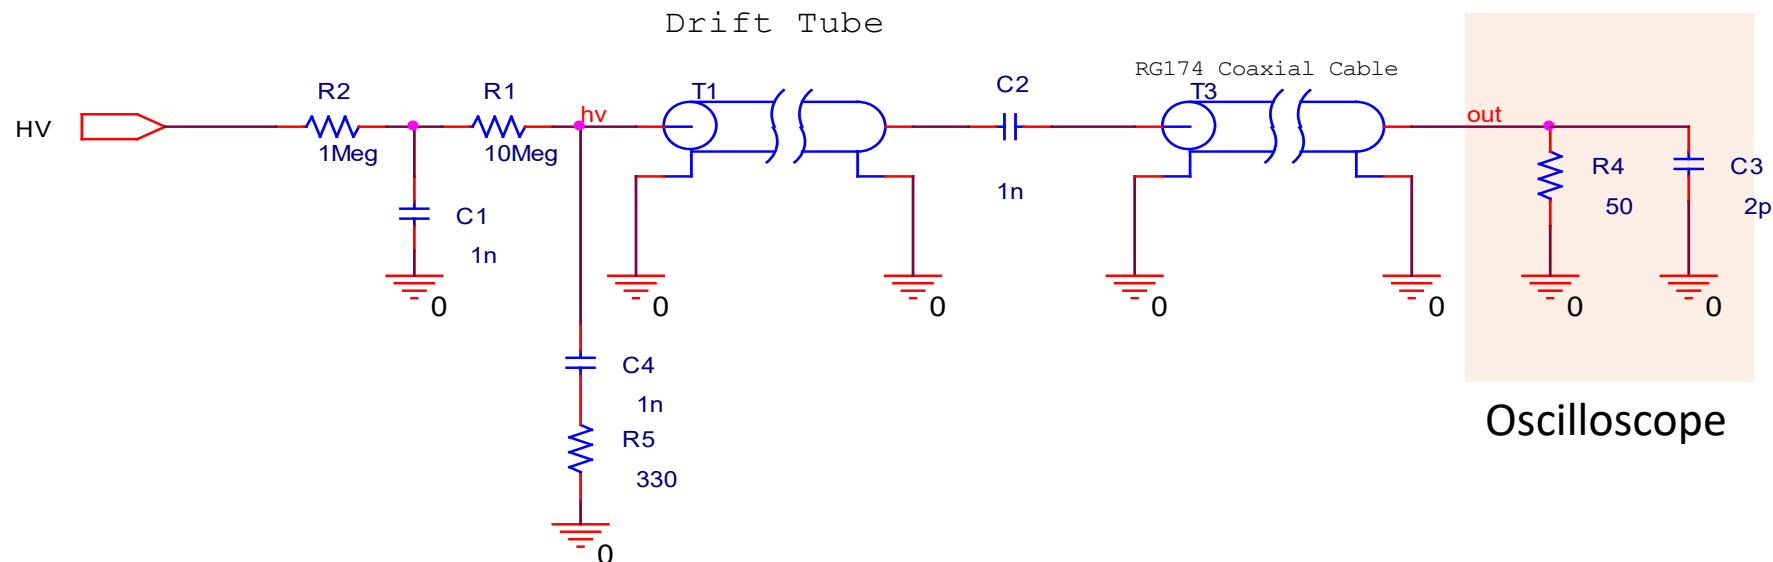 Drift Tube
RG174 Coaxial Cable
HV
R2
1Meg
R1
10Meg
hv
T1
C2
1n
T3
out
C1
1n
R4
50
C3
2p
0
0
0
0
0
0
0
C4
1n
R5
330
0
Oscilloscope